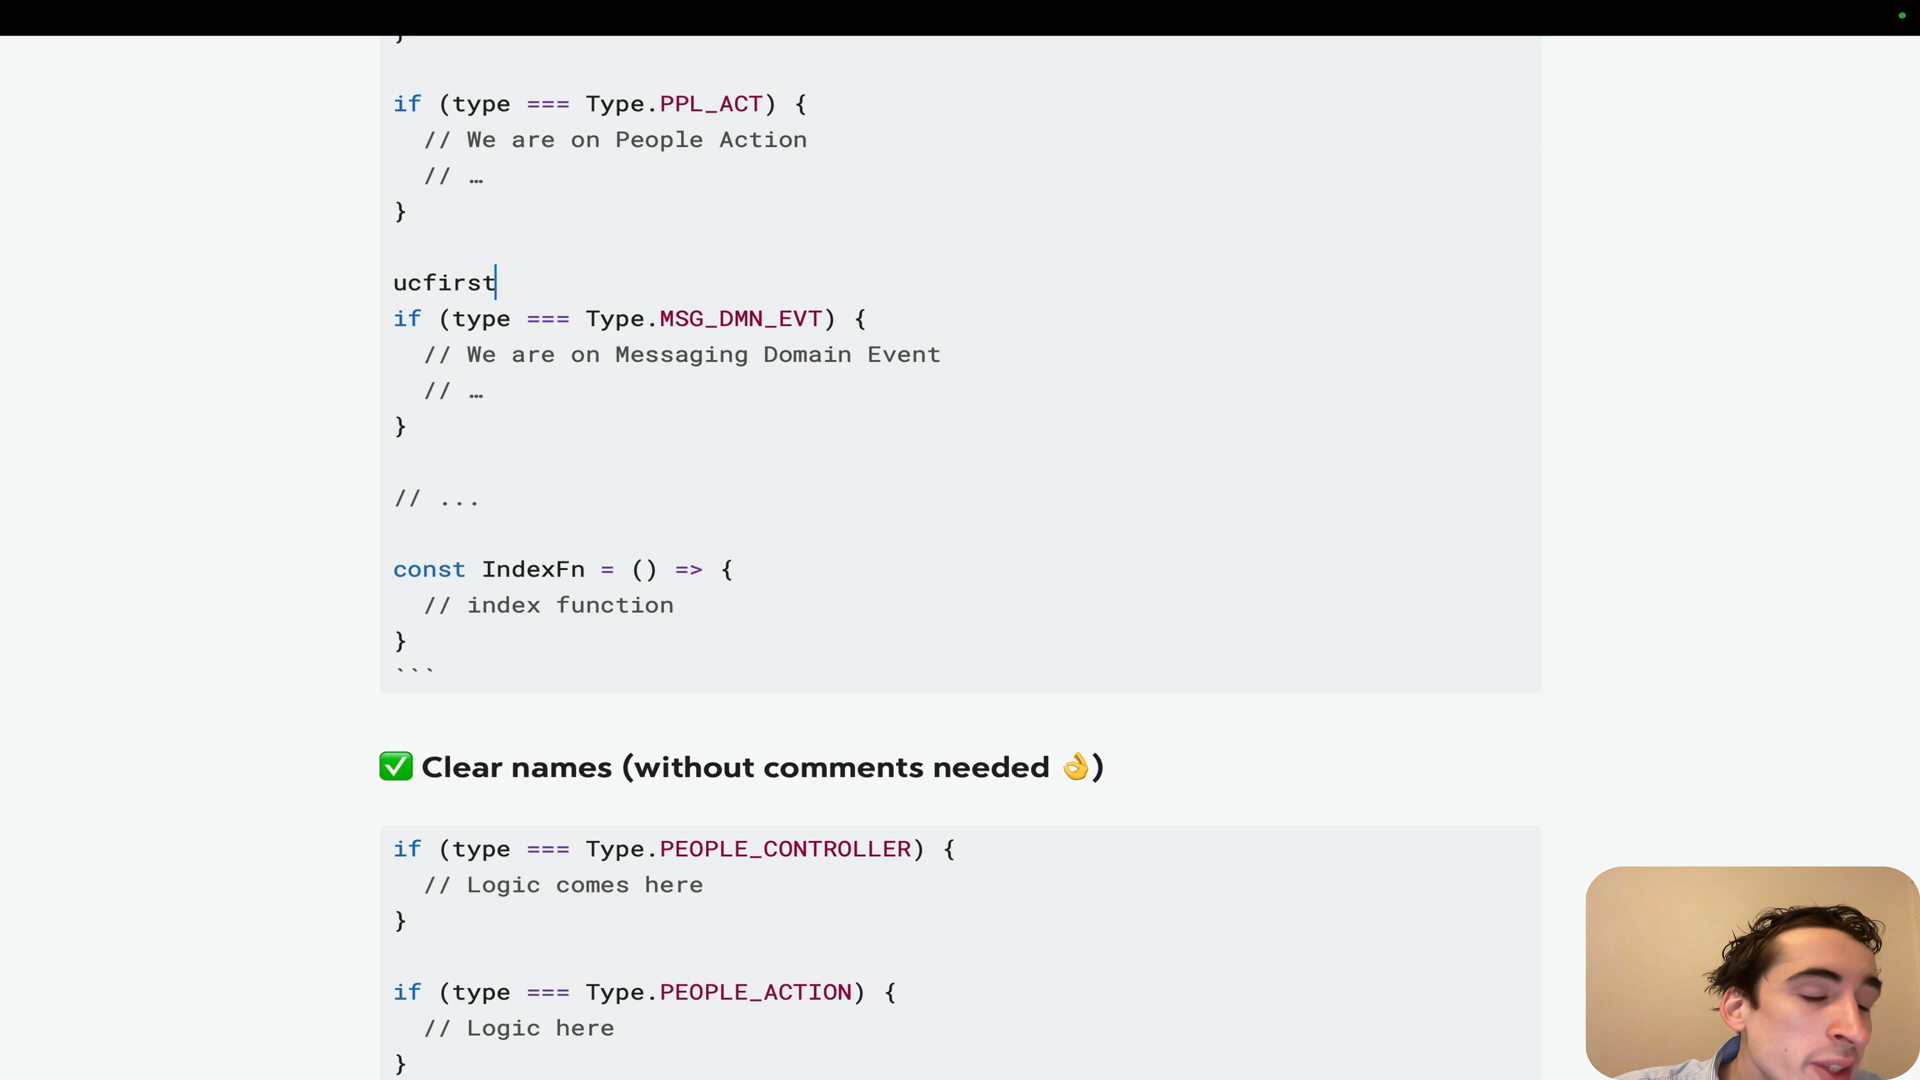 }
if (type === Type.PPL_ACT) {
// We are on People Action
// …
}
ucfirst
if (type === Type.MSG_DMN_EVT) {
// We are on Messaging Domain Event
// …
}
// ...
const IndexFn = () => {
// index function
}
```
✅ Clear names (without comments needed 👌)
if (type === Type.PEOPLE_CONTROLLER) {
// Logic comes here
}
if (type === Type.PEOPLE_ACTION) {
// Logic here
}